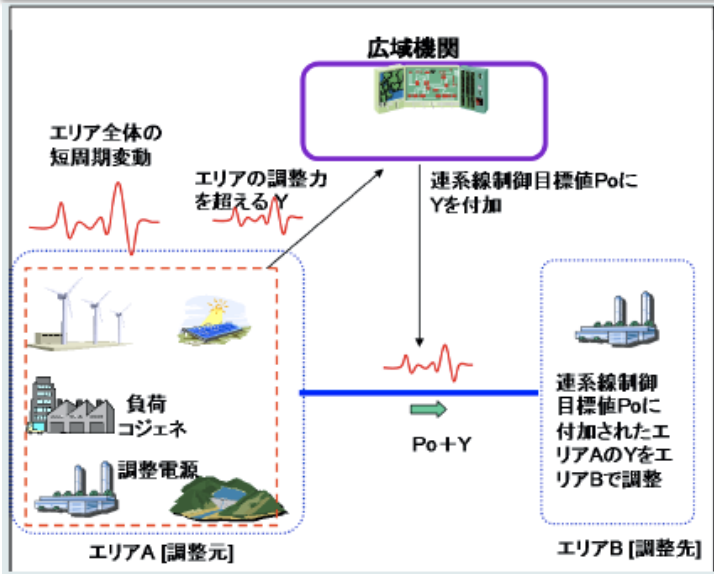 広域機関
エリア全体の
短周期変動
エリアの調整力
を超える Y
連系線制御目標値Poに
Yを付加
負荷
コジェネ
調整電源
Po+Y
連系線制御
目標値Poに
付加されたエ
リアAのYをエ
リアBで調整
エリアA [調整元]
エリアB [調整先]